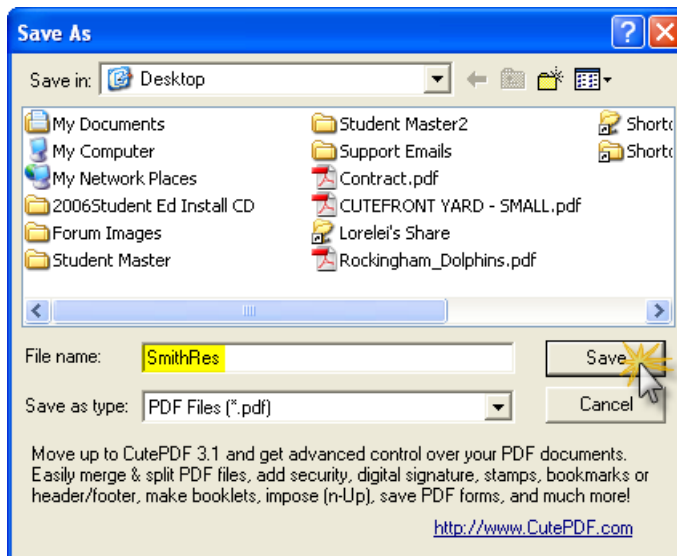 Save As
Save in: Desktop
My Documents
My Computer
My Network Places
2006Student Ed Install CD
Forum Images
Student Master
Student Master2
Support Emails
Contract.pdf
CUTEFRONT YARD - SMALL.pdf
Lorelei's Share
Rockingham_Dolphins.pdf
File name: SmithRes Save
Save as type: PDF Files (*.pdf) Cancel
Move up to CutePDF 3.1 and get advanced control over your PDF documents.
Easily merge & split PDF files, add security, digital signature, stamps, bookmarks or
header/footer, make booklets, impose (n-Up), save PDF forms, and much more!
http://www.CutePDF.com